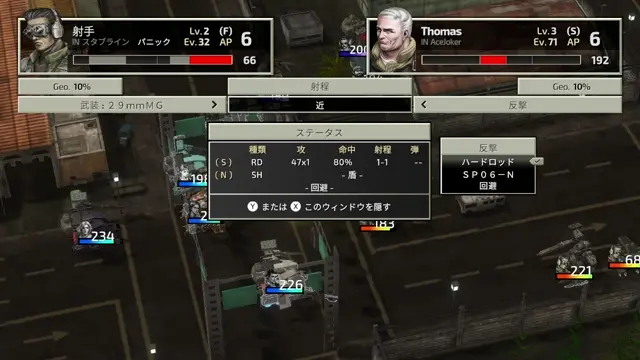 射手 Lv. 2 (F)
IN スタブライン パニック Ev. 32 AP 6
66
Thomas Lv. 3 (S)
IN AceJoker Ev. 71 AP 6
192
Geo. 10%
射程
Geo. 10%
武装：29mmMG
近
反撃
ステータス
種類 攻 命中 射程 弾
(S) RD 47x1 80% 1-1 --
(N) SH - 盾 -
- 回避 -
Y または X このウィンドウを隠す
反撃
ハードロッド
SP06-N
回避
198
234
183
226
221
68